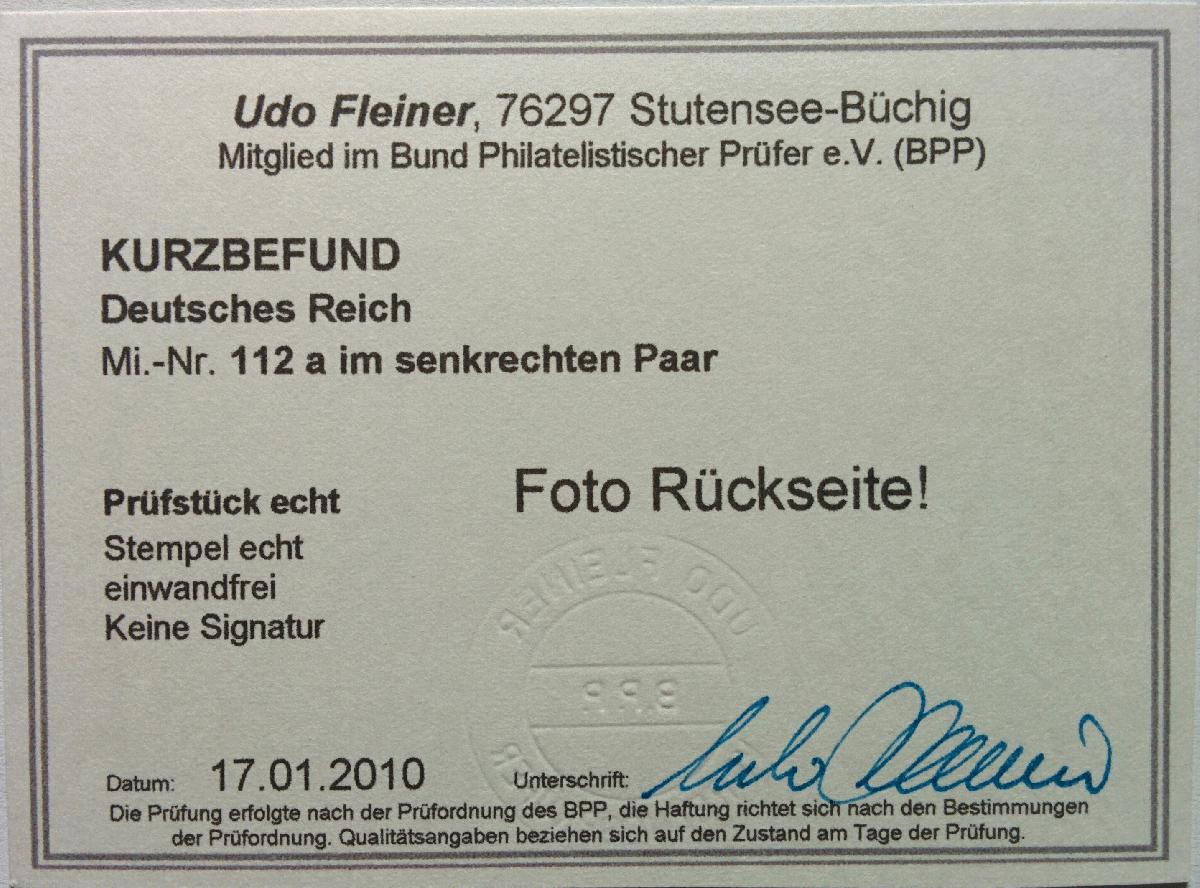 Udo Fleiner, 76297 Stutensee-Büchig
Mitglied im Bund Philatelistischer Prüfer e.V. (BPP)
KURZBEFUND
Deutsches Reich
Mi.-Nr. 112 a im senkrechten Paar
Foto Rückseite!
Prüfstück echt
Stempel echt
einwandfrei
Keine Signatur
UDO FLEINER
BPP
Datum: 17.01.2010 Unterschrift:
Die Prüfung erfolgte nach der Prüfordnung des BPP, die Haftung richtet sich nach den Bestimmungen
der Prüfordnung. Qualitätsangaben beziehen sich auf den Zustand am Tage der Prüfung.